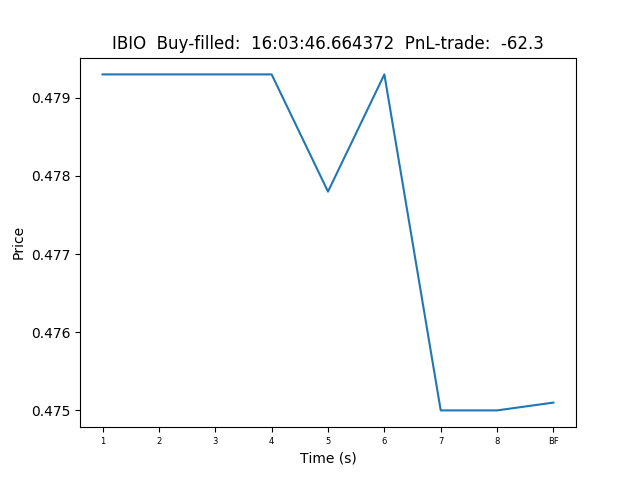 IBIO  Buy-filled:  16:03:46.664372  PnL-trade:  -62.3
Price
0.479
0.478
0.477
0.476
0.475
1 2 3 4 5 6 7 8 BF
Time (s)